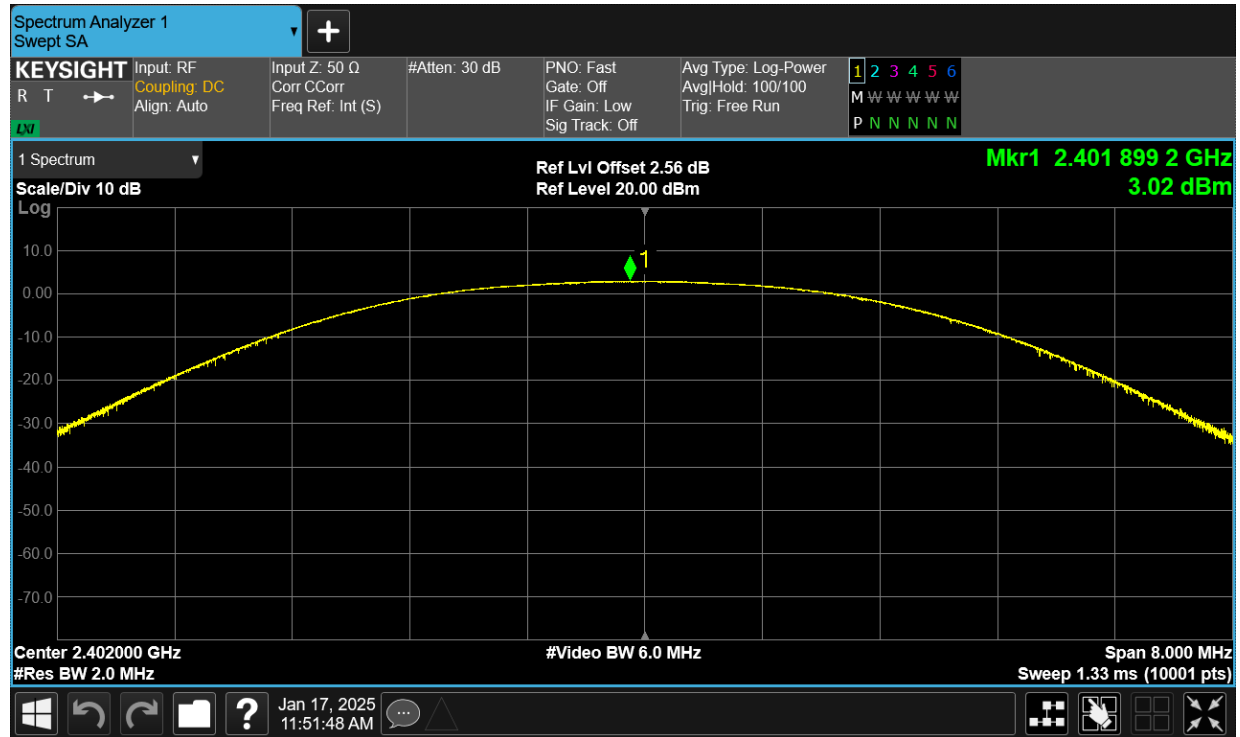 Spectrum Analyzer 1
Swept SA
KEYSIGHT
R T
LXI
Input: RF
Coupling: DC
Align: Auto
Input Z: 50 Ω
Corr CCorr
Freq Ref: Int (S)
#Atten: 30 dB
PNO: Fast
Gate: Off
IF Gain: Low
Sig Track: Off
Avg Type: Log-Power
Avg|Hold: 100/100
Trig: Free Run
1 2 3 4 5 6
M W W W W W
P N N N N N
1 Spectrum
Scale/Div 10 dB
Log
Ref Lvl Offset 2.56 dB
Ref Level 20.00 dBm
Mkr1 2.401 899 2 GHz
3.02 dBm
1
10.0
0.00
-10.0
-20.0
-30.0
-40.0
-50.0
-60.0
-70.0
Center 2.402000 GHz
#Res BW 2.0 MHz
#Video BW 6.0 MHz
Span 8.000 MHz
Sweep 1.33 ms (10001 pts)
?
Jan 17, 2025
11:51:48 AM